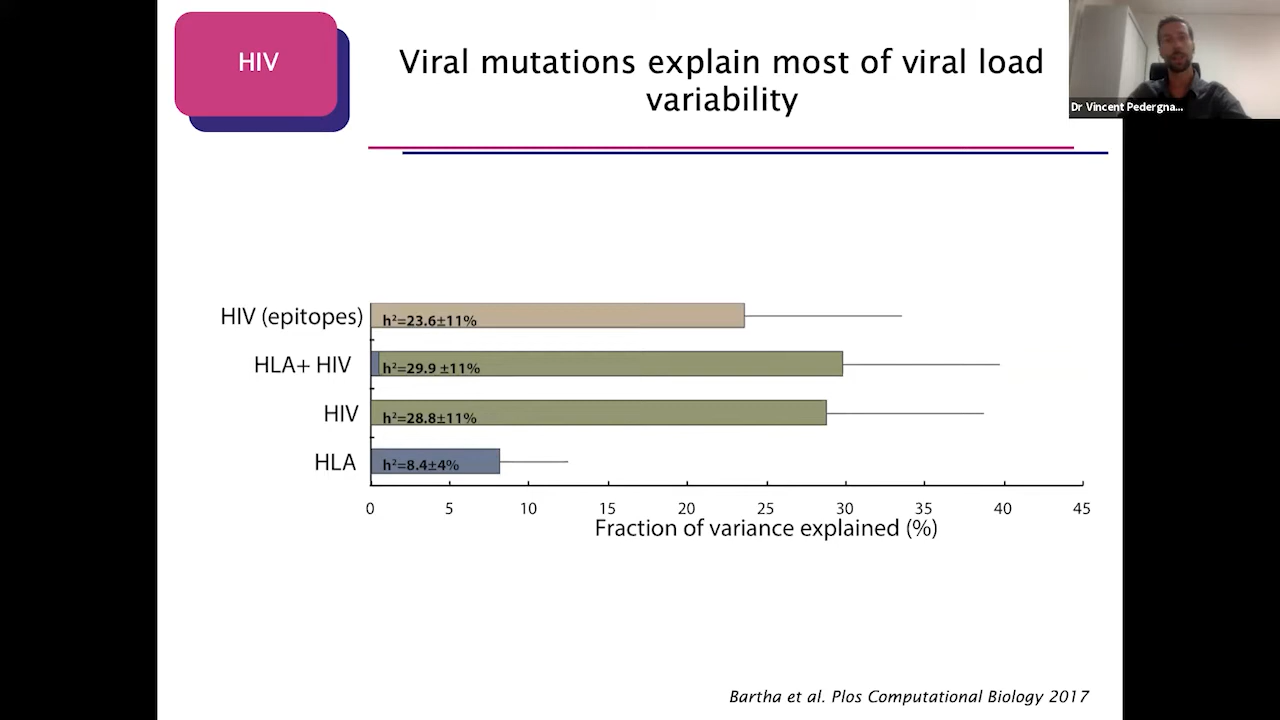 HIV
Viral mutations explain most of viral load
variability
Dr Vincent Pedergna...
HIV (epitopes)
h²=23.6±11%
HLA+ HIV
h²=29.9 ±11%
HIV
h²=28.8±11%
HLA
h²=8.4±4%
0 5 10 15 20 25 30 35 40 45
Fraction of variance explained (%)
Bartha et al. Plos Computational Biology 2017